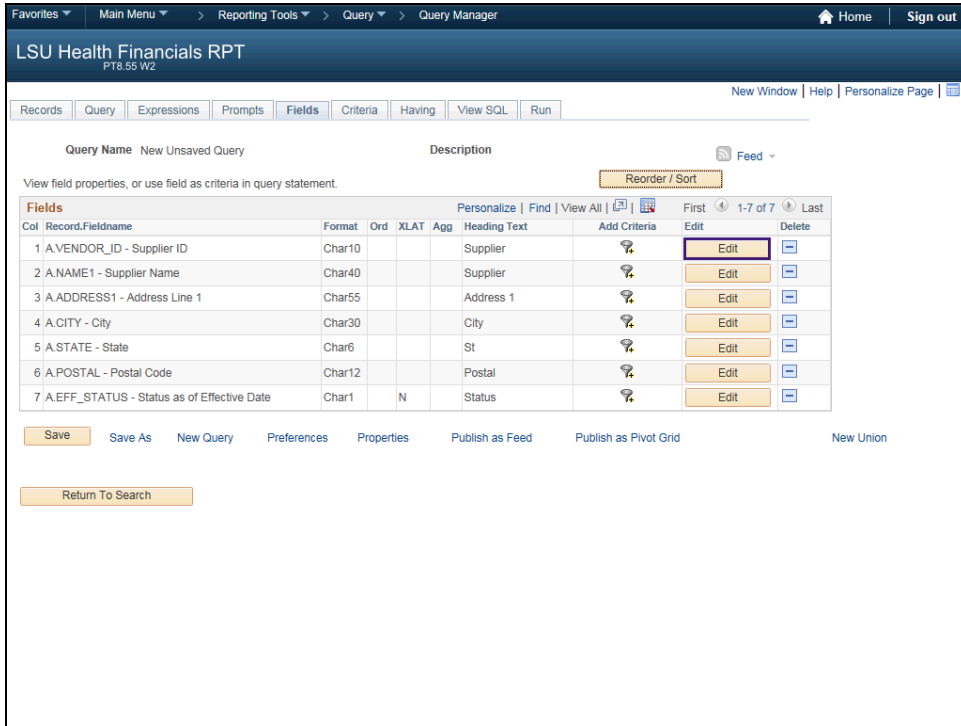 Favorites Main Menu > Reporting Tools > Query > Query Manager Home Sign out
LSU Health Financials RPT
PT8.55 W2
New Window | Help | Personalize Page |
Records Query Expressions Prompts Fields Criteria Having View SQL Run
Query Name New Unsaved Query Description Feed
View field properties, or use field as criteria in query statement. Reorder / Sort
Fields Personalize | Find | View All | | First 1-7 of 7 Last
Col Record.Fieldname Format Ord XLAT Agg Heading Text Add Criteria Edit Delete
1 A.VENDOR_ID - Supplier ID Char10 Supplier Edit
2 A.NAME1 - Supplier Name Char40 Supplier Edit
3 A.ADDRESS1 - Address Line 1 Char55 Address 1 Edit
4 A.CITY - City Char30 City Edit
5 A.STATE - State Char6 St Edit
6 A.POSTAL - Postal Code Char12 Postal Edit
7 A.EFF_STATUS - Status as of Effective Date Char1 N Status Edit
Save Save As New Query Preferences Properties Publish as Feed Publish as Pivot Grid New Union
Return To Search